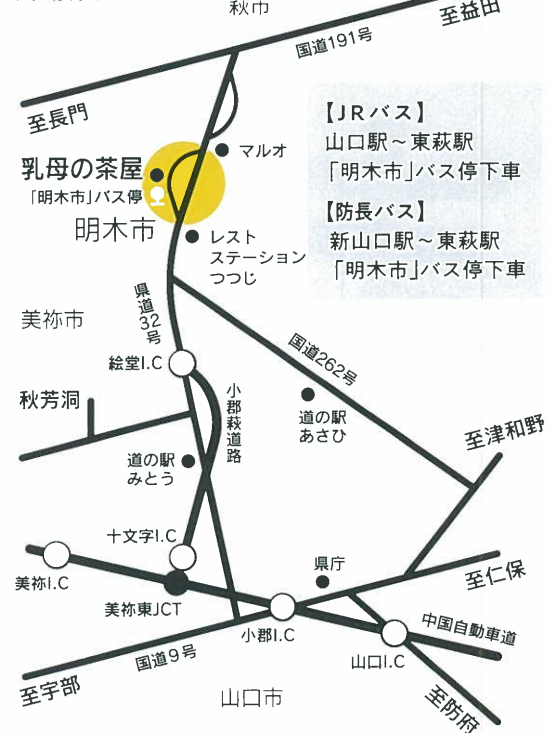 秋市
至益田
国道191号
至長門
マルオ
乳母の茶屋
「明木市」バス停
明木市
レスト
ステーション
つつじ
【JRバス】
山口駅～東萩駅
「明木市」バス停下車
【防長バス】
新山口駅～東萩駅
「明木市」バス停下車
県道32号
美祢市
絵堂I.C
国道262号
秋芳洞
小郡萩道路
道の駅
あさひ
至津和野
道の駅
みとう
十文字I.C
県庁
至仁保
美祢I.C
美祢東JCT
小郡I.C
中国自動車道
国道9号
山口I.C
至宇部
山口市
至防府